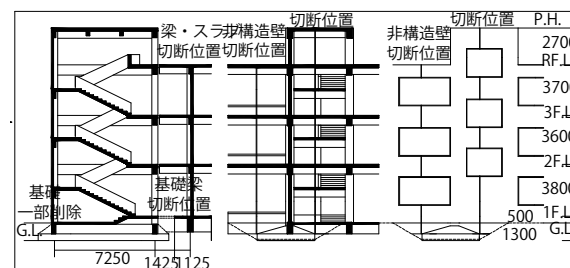 梁・スラブ
切断位置
非構造壁
切断位置
切断位置
非構造壁
切断位置
切断位置
P.H.
2700
RF.L
3700
3F.L
3600
2F.L
3800
1F.L
500
G.L
1300
基礎
一部削除
G.L.
基礎梁
切断位置
7250
1425
1125